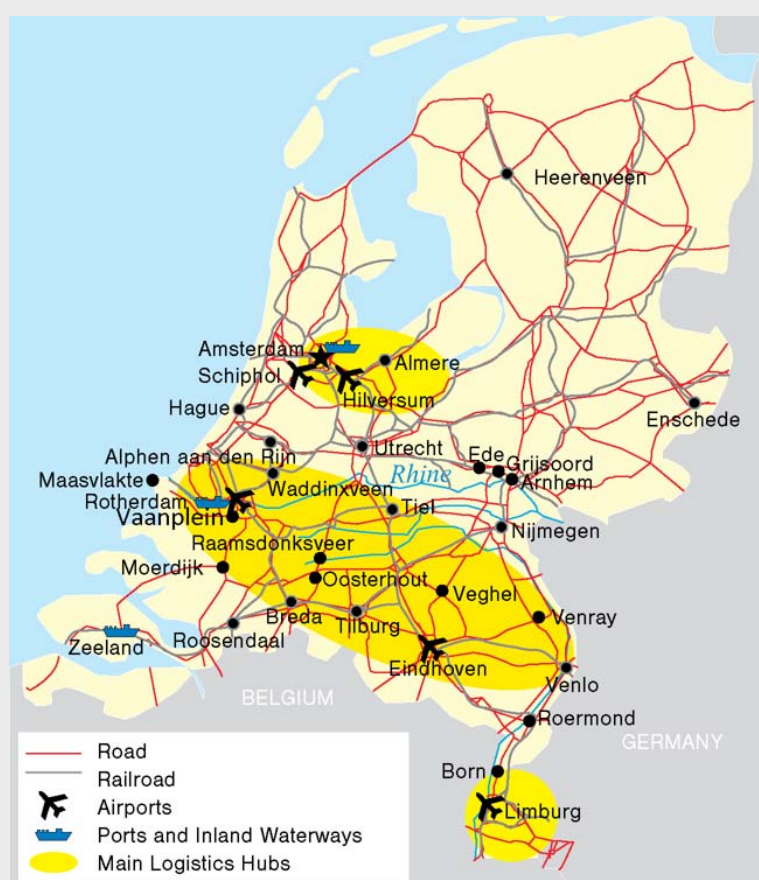 Heerenveen
Amsterdam
Almere
Schiphol
Hilversum
Hague
Enschede
Utrecht
Alphen aan den Rijn
Ede
Grijsoord
Rhine
Arnhem
Maasvlakte
Waddinxveen
Rotherdam
Tiel
Vaanplein
Nijmegen
Raamsdonksveer
Moerdijk
Oosterhout
Veghel
Venray
Breda
Tilburg
Zeeland
Roosendaal
Eindhoven
Venlo
BELGIUM
Roermond
GERMANY
Born
Limburg
Road
Railroad
Airports
Ports and Inland Waterways
Main Logistics Hubs